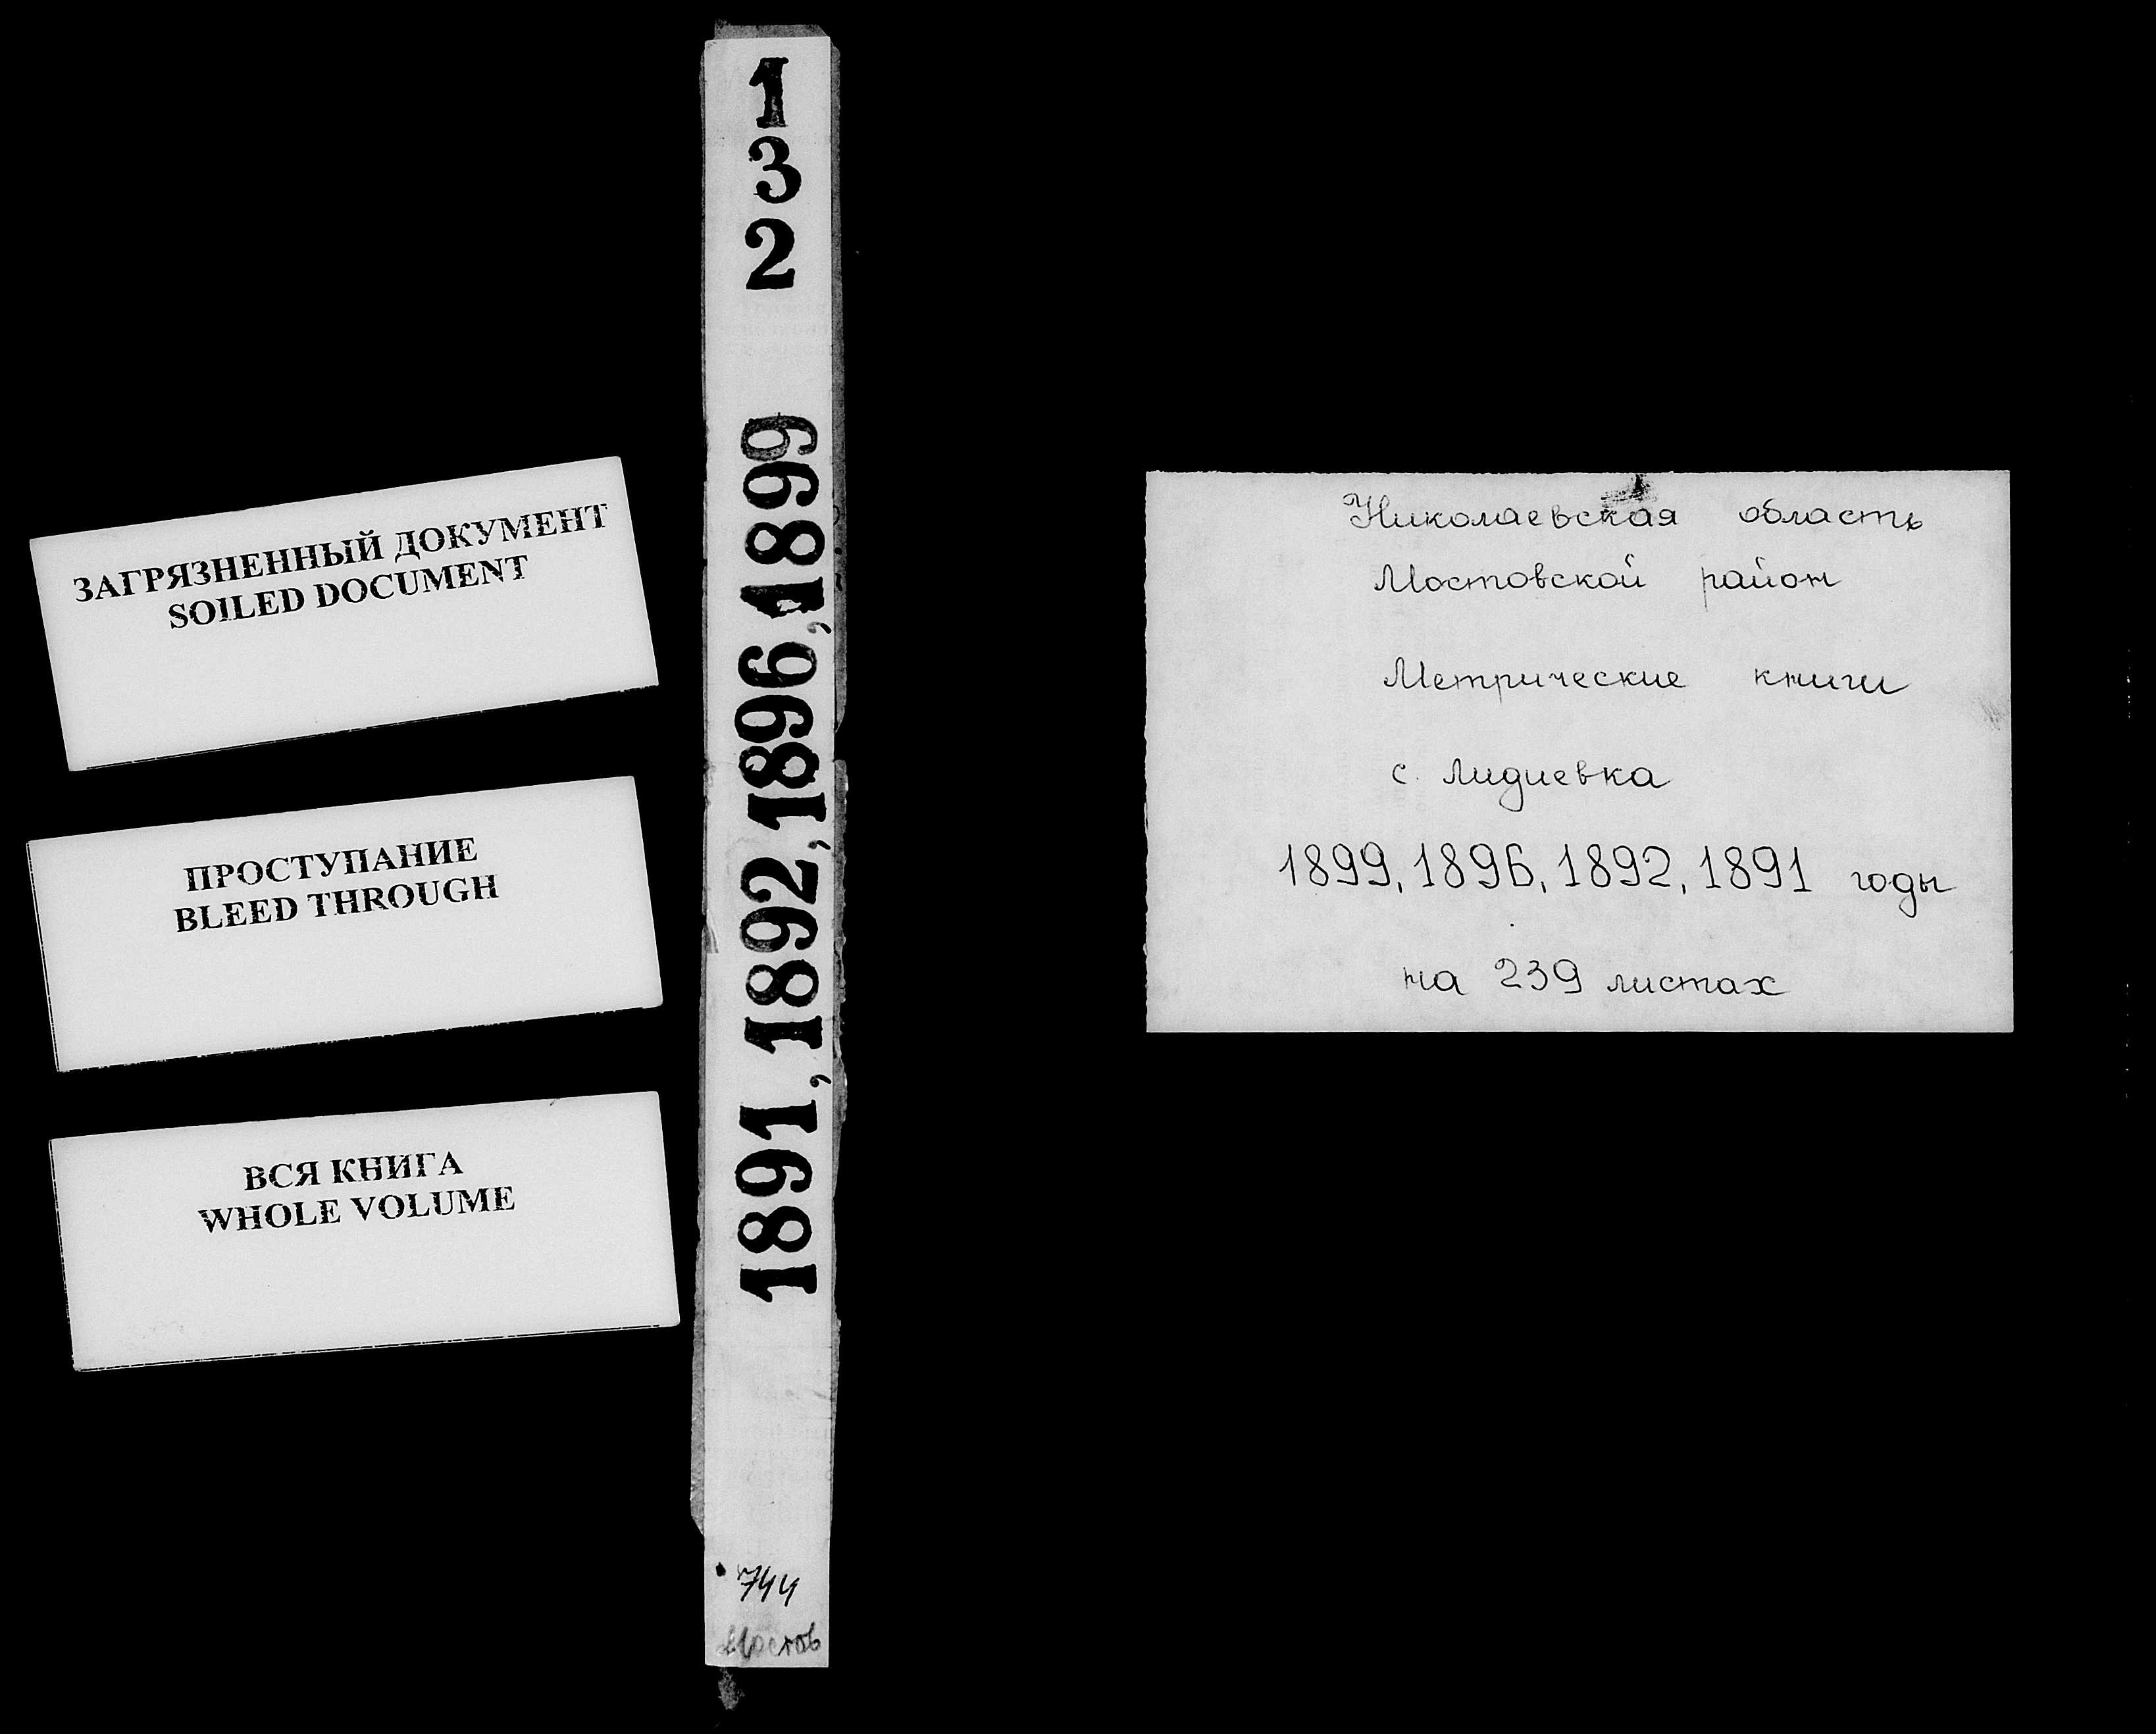 ЗАГРЯЗНЕННЫЙ ДОКУМЕНТ
SOILED DOCUMENT
ПРОСТУПАНИЕ
BLEED THROUGH
ВСЯ КНИГА
WHOLE VOLUME
1
3
2
1891, 1892, 1896, 1899
744
Мостов
Николаевская область
Мостовской район
Метрические книги
с. Лидиевка
1899, 1896, 1892, 1891 годы
на 239 листах